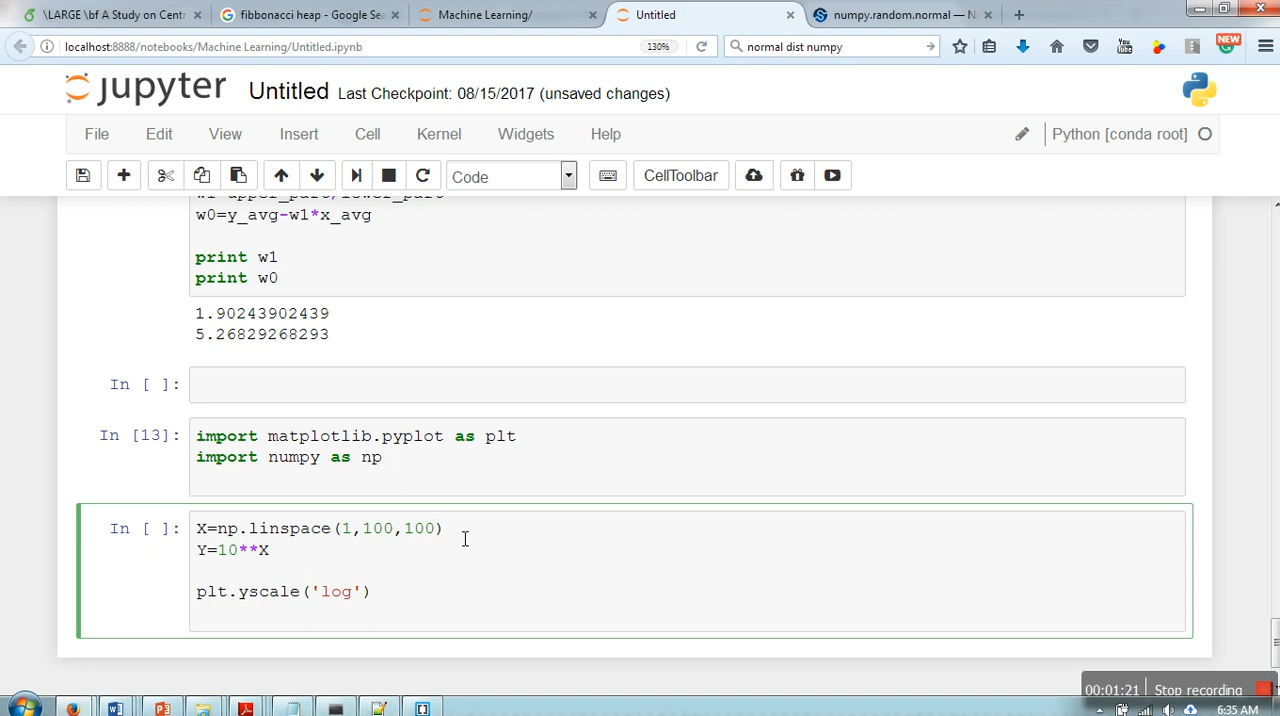 \LARGE \bf A Study on Centr
fibbonacci heap - Google Sea
Machine Learning/
Untitled
numpy.random.normal — N
localhost:8888/notebooks/Machine Learning/Untitled.ipynb
130%
normal dist numpy
You Tube
NEW
jupyter Untitled Last Checkpoint: 08/15/2017 (unsaved changes)
File Edit View Insert Cell Kernel Widgets Help
Python [conda root]
Code
CellToolbar
w0=y_avg-w1*x_avg
print w1
print w0
1.90243902439
5.26829268293
In [ ]:
In [13]:
import matplotlib.pyplot as plt
import numpy as np
In [ ]:
X=np.linspace(1,100,100)
Y=10**X
plt.yscale('log')
00:01:21 Stop recording
6:35 AM